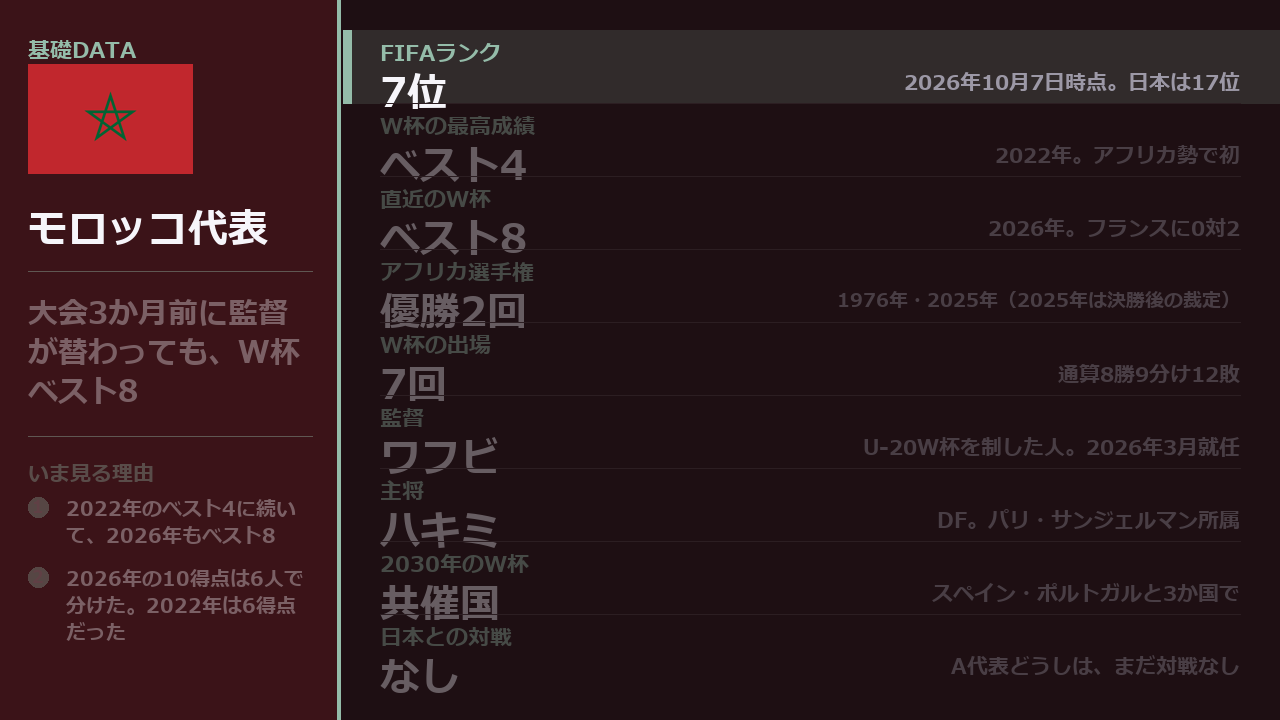 基礎DATA
モロッコ代表
大会3か月前に監督
が替わっても、W杯
ベスト8
いま見る理由
2022年のベスト4に続い
て、2026年もベスト8
2026年の10得点は6人で
分けた。2022年は6得点
だった
FIFAランク
7位
2026年10月7日時点。日本は17位
W杯の最高成績
ベスト4
2022年。アフリカ勢で初
直近のW杯
ベスト8
2026年。フランスに0対2
アフリカ選手権
優勝2回
1976年・2025年（2025年は決勝後の裁定）
W杯の出場
7回
通算8勝9分け12敗
監督
ワフビ
U-20W杯を制した人。2026年3月就任
主将
ハキミ
DF。パリ・サンジェルマン所属
2030年のW杯
共催国
スペイン・ポルトガルと3か国で
日本との対戦
なし
A代表どうしは、まだ対戦なし